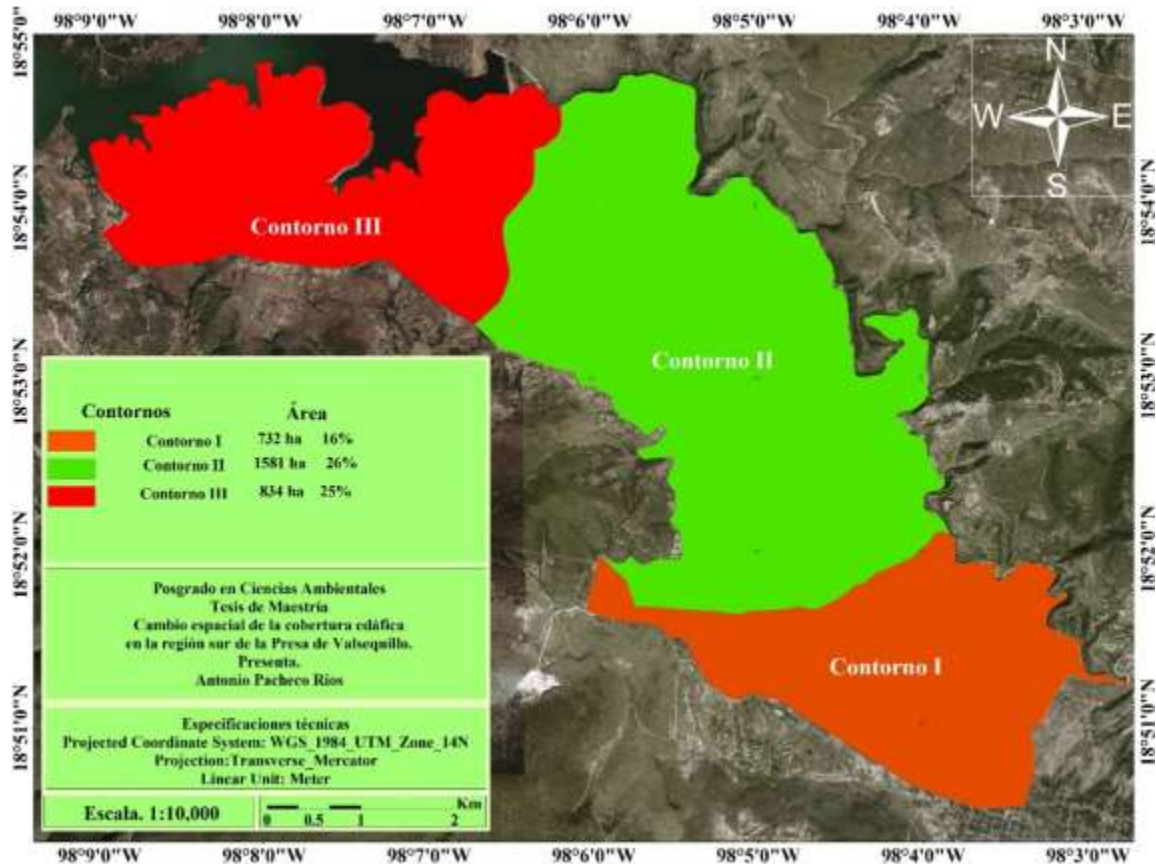 98°9'0"W 98°8'0"W 98°7'0"W 98°6'0"W 98°5'0"W 98°4'0"W 98°3'0"W
18°55'0"N
18°54'0"N
18°53'0"N
18°52'0"N
18°51'0"N
18°54'0"N
18°53'0"N
18°52'0"N
18°51'0"N
N
W E
S
Contorno III
Contorno II
Contorno I
Contornos Área
Contorno I 732 ha 16%
Contorno II 1581 ha 26%
Contorno III 834 ha 25%
Posgrado en Ciencias Ambientales
Tesis de Maestría
Cambio espacial de la cobertura edáfica
en la región sur de la Presa de Valsequillo.
Presenta.
Antonio Pacheco Ríos
Especificaciones técnicas
Projected Coordinate System: WGS_1984_UTM_Zone_14N
Projection:Transverse_Mercator
Linear Unit: Meter
Escala. 1:10,000
Km
0 0.5 1 2
98°9'0"W 98°8'0"W 98°7'0"W 98°6'0"W 98°5'0"W 98°4'0"W 98°3'0"W